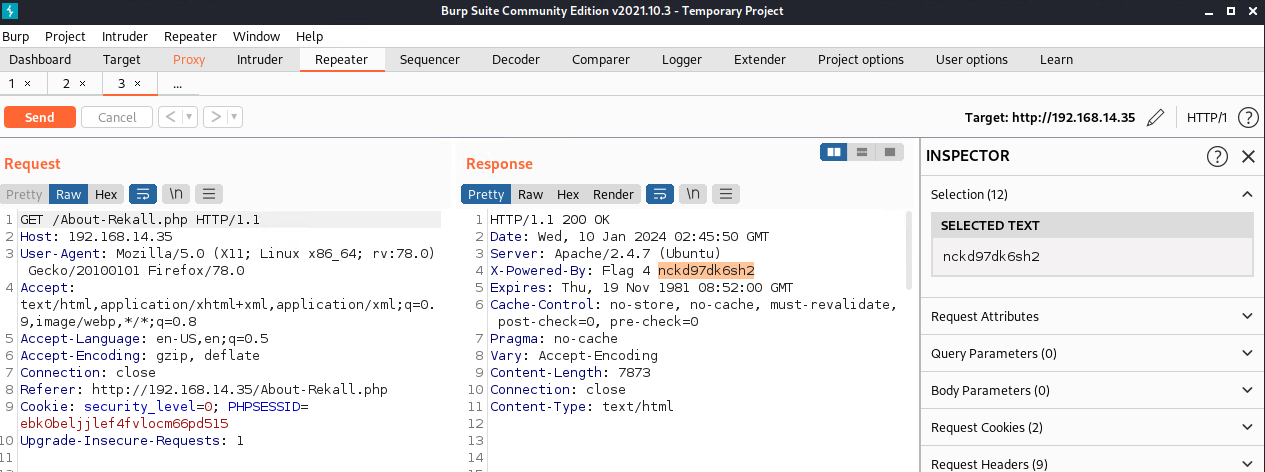 Burp Suite Community Edition v2021.10.3 - Temporary Project
Burp Project Intruder Repeater Window Help
Dashboard Target Proxy Intruder Repeater Sequencer Decoder Comparer Logger Extender Project options User options Learn
1 × 2 × 3 × ...
Send Cancel < > Target: http://192.168.14.35 HTTP/1 ?
Request
Pretty Raw Hex \n
1 GET /About-Rekall.php HTTP/1.1
2 Host: 192.168.14.35
3 User-Agent: Mozilla/5.0 (X11; Linux x86_64; rv:78.0)
Gecko/20100101 Firefox/78.0
4 Accept:
text/html,application/xhtml+xml,application/xml;q=0.
9,image/webp,*/*;q=0.8
5 Accept-Language: en-US,en;q=0.5
6 Accept-Encoding: gzip, deflate
7 Connection: close
8 Referer: http://192.168.14.35/About-Rekall.php
9 Cookie: security_level=0; PHPSESSID=
ebk0beljjlef4fvlocm66pd515
10 Upgrade-Insecure-Requests: 1
11
Response
Pretty Raw Hex Render \n
1 HTTP/1.1 200 OK
2 Date: Wed, 10 Jan 2024 02:45:50 GMT
3 Server: Apache/2.4.7 (Ubuntu)
4 X-Powered-By: Flag 4 nckd97dk6sh2
5 Expires: Thu, 19 Nov 1981 08:52:00 GMT
6 Cache-Control: no-store, no-cache, must-revalidate,
post-check=0, pre-check=0
7 Pragma: no-cache
8 Vary: Accept-Encoding
9 Content-Length: 7873
10 Connection: close
11 Content-Type: text/html
12
13
14
INSPECTOR ?
Selection (12)
SELECTED TEXT
nckd97dk6sh2
Request Attributes
Query Parameters (0)
Body Parameters (0)
Request Cookies (2)
Request Headers (9)